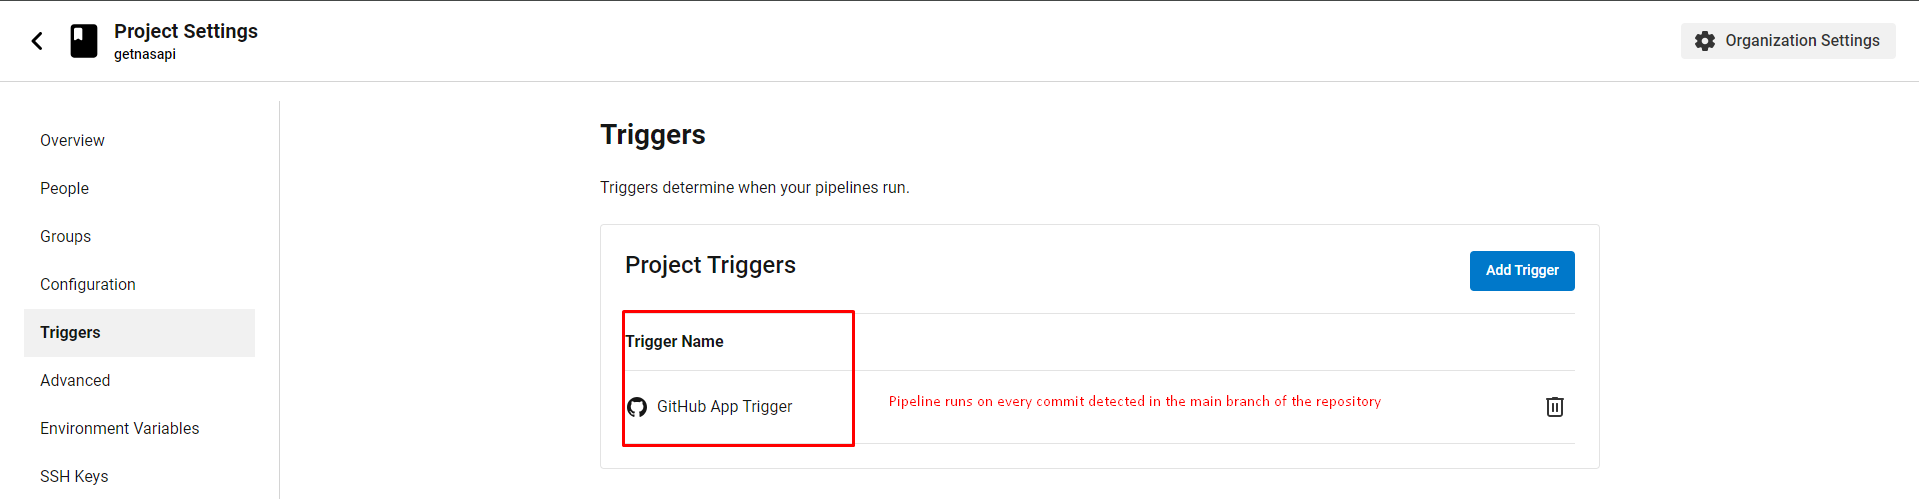 Project Settings
getnasapi
Organization Settings
Overview
People
Groups
Configuration
Triggers
Advanced
Environment Variables
SSH Keys
Triggers
Triggers determine when your pipelines run.
Project Triggers
Add Trigger
Trigger Name
GitHub App Trigger
Pipeline runs on every commit detected in the main branch of the repository